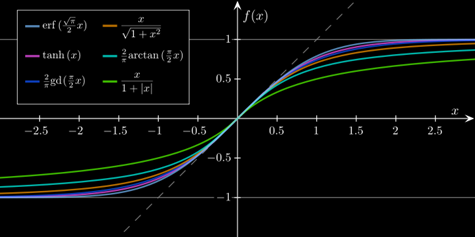 f(x)
erf(√π/2 x) x/√(1+x²)
tanh(x) 2/π arctan(π/2 x)
2/π gd(π/2 x) x/(1+|x|)
1
0.5
x
−2.5 −2 −1.5 −1 −0.5 0 0.5 1 1.5 2 2.5
−0.5
−1